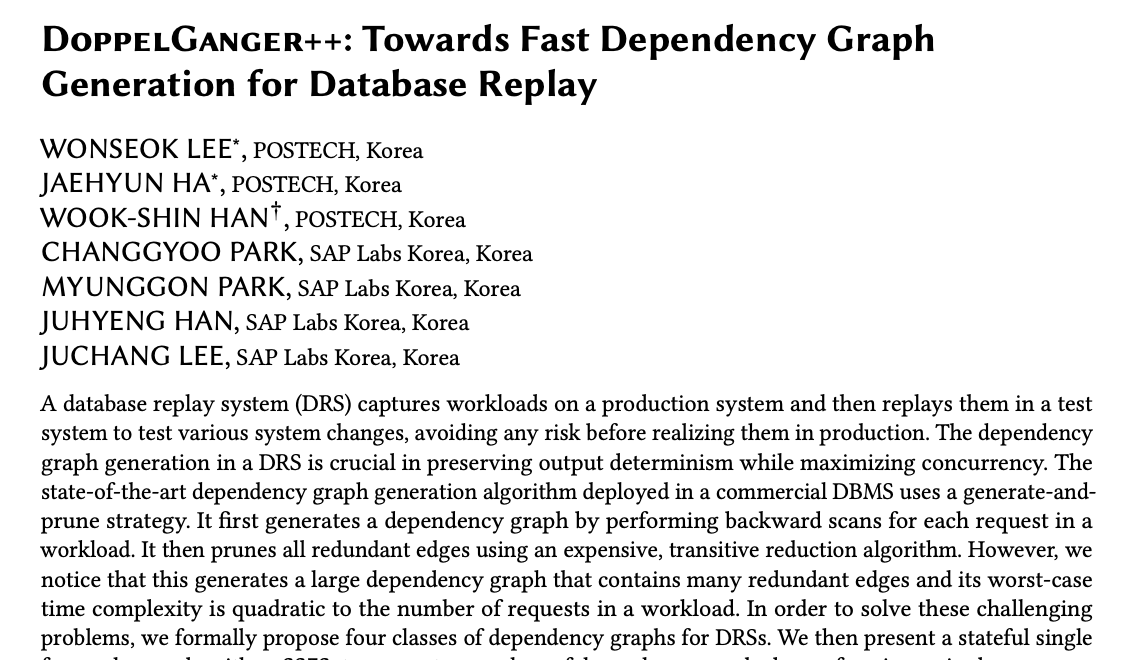 DOPPELGANGER++: Towards Fast Dependency Graph
Generation for Database Replay
WONSEOK LEE*, POSTECH, Korea
JAEHYUN HA*, POSTECH, Korea
WOOK-SHIN HAN†, POSTECH, Korea
CHANGGYOO PARK, SAP Labs Korea, Korea
MYUNGGON PARK, SAP Labs Korea, Korea
JUHYENG HAN, SAP Labs Korea, Korea
JUCHANG LEE, SAP Labs Korea, Korea
A database replay system (DRS) captures workloads on a production system and then replays them in a test
system to test various system changes, avoiding any risk before realizing them in production. The dependency
graph generation in a DRS is crucial in preserving output determinism while maximizing concurrency. The
state-of-the-art dependency graph generation algorithm deployed in a commercial DBMS uses a generate-and-
prune strategy. It first generates a dependency graph by performing backward scans for each request in a
workload. It then prunes all redundant edges using an expensive, transitive reduction algorithm. However, we
notice that this generates a large dependency graph that contains many redundant edges and its worst-case
time complexity is quadratic to the number of requests in a workload. In order to solve these challenging
problems, we formally propose four classes of dependency graphs for DRSs. We then present a stateful single